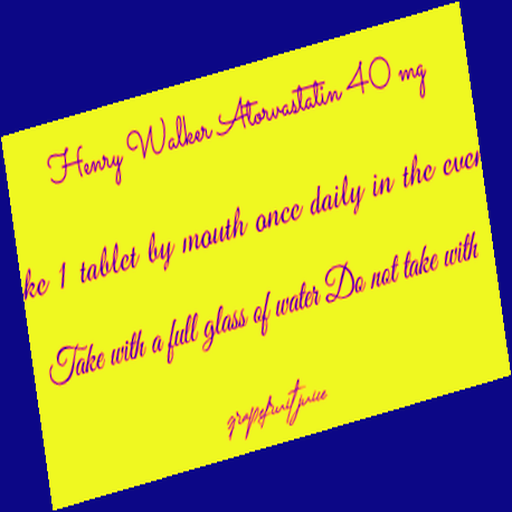 Henry Walker Atorvastatin 40 mg
ke 1 tablet by mouth once daily in the ever
Take with a full glass of water Do not take with
grapefruit juice